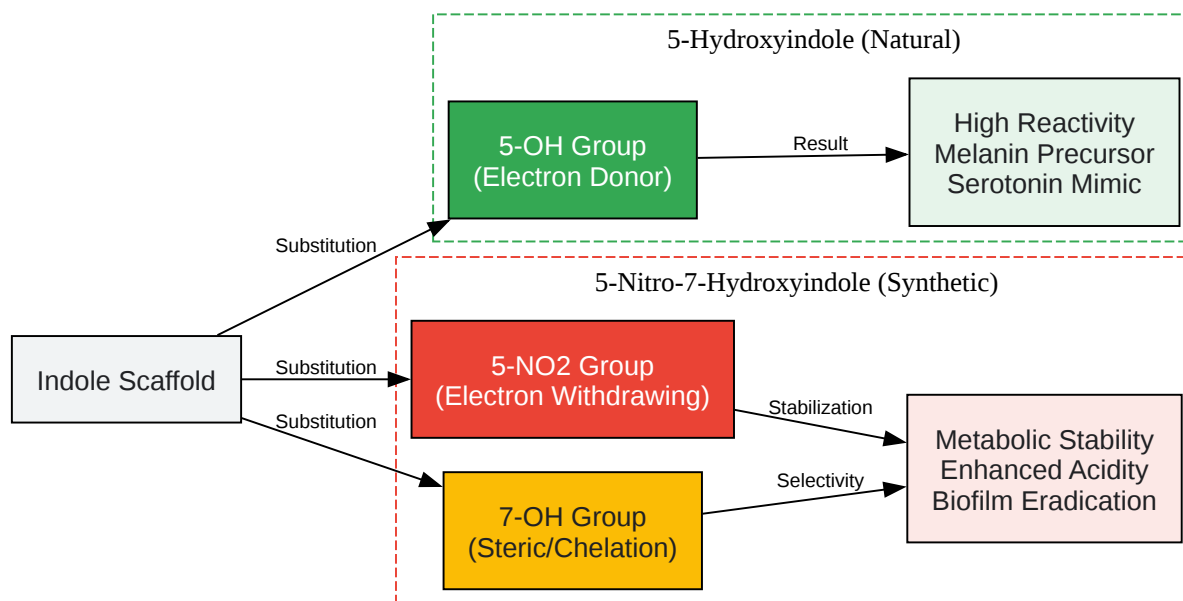 5-Hydroxyindole (Natural)
5-OH Group
(Electron Donor)
Result
High Reactivity
Melanin Precursor
Serotonin Mimic
Substitution
5-Nitro-7-Hydroxyindole (Synthetic)
Indole Scaffold
Substitution
5-NO2 Group
(Electron Withdrawing)
Stabilization
Substitution
7-OH Group
(Steric/Chelation)
Selectivity
Metabolic Stability
Enhanced Acidity
Biofilm Eradication